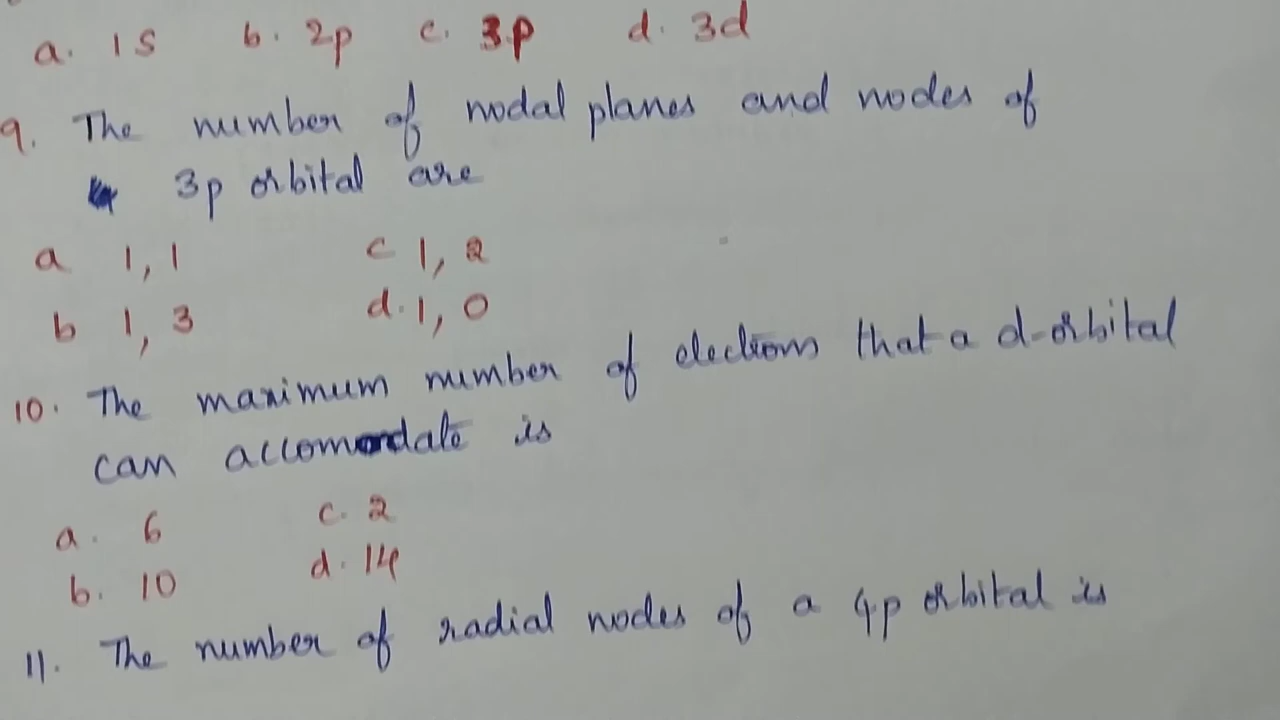 a. 1s b. 2p c. 3p d. 3d
9. The number of nodal planes and nodes of
3p orbital are
a 1, 1 c 1, 2
b 1, 3 d. 1, 0
10. The maximum number of electrons that a d-orbital
can accomordate is
a. 6 c. 2
b. 10 d. 14
11. The number of radial nodes of a 4p orbital is